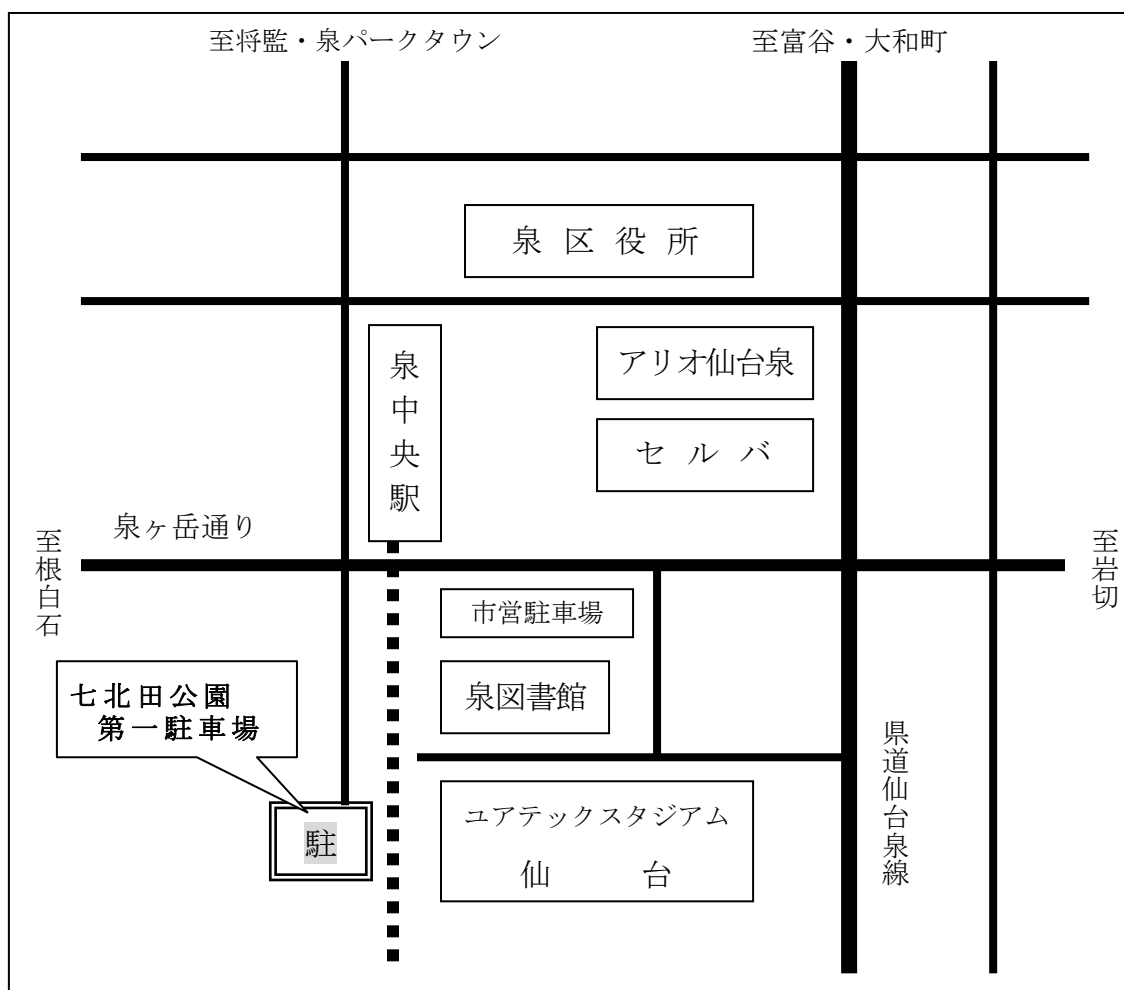 至将監・泉パークタウン
至富谷・大和町
泉区役所
アリオ仙台泉
セルバ
泉中央駅
泉ヶ岳通り
至根白石
至岩切
市営駐車場
泉図書館
七北田公園
第一駐車場
駐
ユアテックスタジアム
仙台
県道仙台泉線